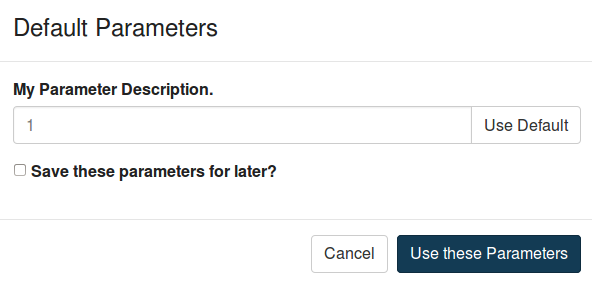 Default Parameters
My Parameter Description.
1 Use Default
Save these parameters for later?
Cancel Use these Parameters